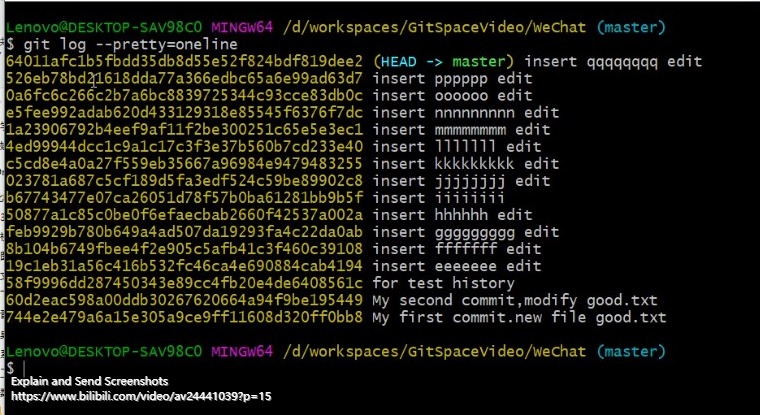 Lenovo@DESKTOP-SAV98C0 MINGW64 /d/workspaces/GitSpaceVideo/WeChat (master)
$ git log --pretty=oneline
64011afc1b5fbdd35db8d55e52f824bdf819dee2 (HEAD -> master) insert qqqqqqqq edit
526eb78bd21618dda77a366edbc65a6e99ad63d7 insert pppppp edit
0a6fc6c266c2b7a6bc8839725344c93cce83db0c insert oooooo edit
e5fee992adab620d433129318e85545f6376f7dc insert nnnnnnnnn edit
1a23906792b4eef9af11f2be300251c65e5e3ec1 insert mmmmmmmm edit
4ed99944dcc1c9a1c17c3f3e37b560b7cd233e40 insert lllllll edit
c5cd8e4a0a27f559eb35667a96984e9479483255 insert kkkkkkkkk edit
023781a687c5cf189d5fa3edf524c59be89902c8 insert jjjjjjjj edit
b67743477e07ca26051d78f57b0ba61281bb9b5f insert iiiiiiii
50877a1c85c0be0f6efaecbab2660f42537a002a insert hhhhhh edit
feb9929b780b649a4ad507da19293fa4c22da0ab insert ggggggggg edit
8b104b6749fbee4f2e905c5afb41c3f460c39108 insert fffffff edit
19c1eb31a56c416b532fc46ca4e690884cab4194 insert eeeeeee edit
58f9996dd287450343e89cc4fb20e4de6408561c for test history
60d2eac598a00ddb30267620664a94f9be195449 My second commit,modify good.txt
744e2e479a6a15e305a9ce9ff11608d320ff0bb8 My first commit.new file good.txt
Lenovo@DESKTOP-SAV98C0 MINGW64 /d/workspaces/GitSpaceVideo/WeChat (master)
$
Explain and Send Screenshots
https://www.bilibili.com/video/av24441039?p=15